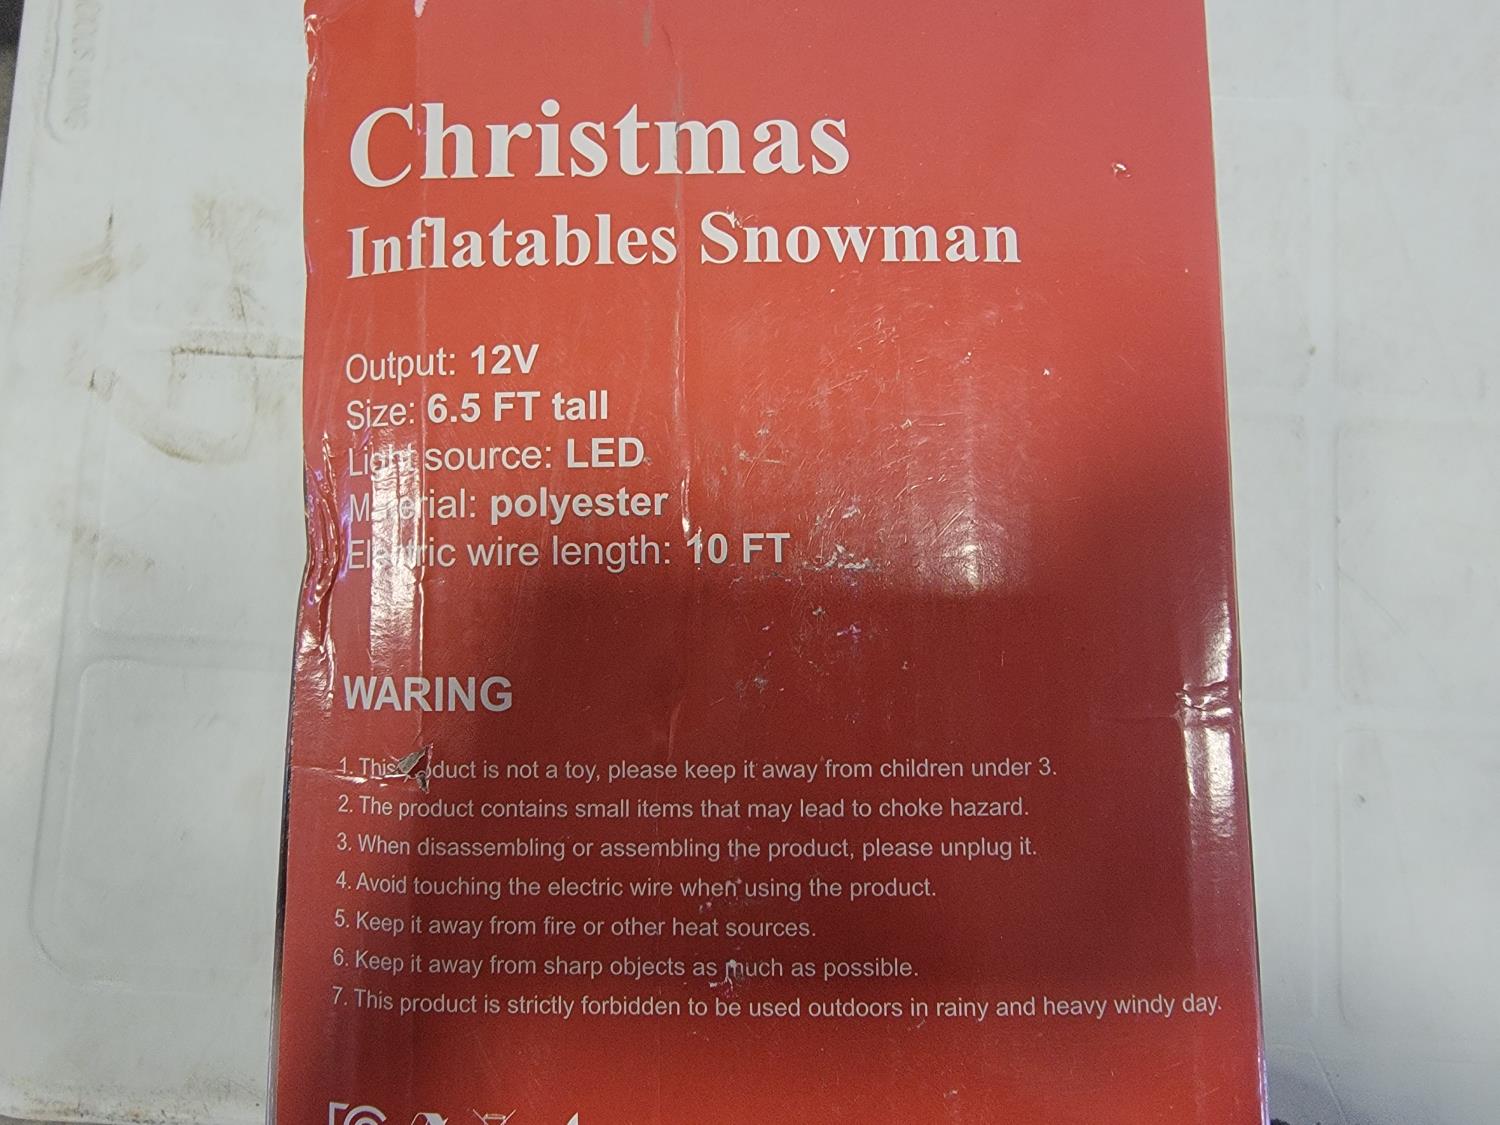 Christmas
Inflatables Snowman
Output: 12V
Size: 6.5 FT tall
Light source: LED
Material: polyester
Electric wire length: 10 FT
WARING
1. This product is not a toy, please keep it away from children under 3.
2. The product contains small items that may lead to choke hazard.
3. When disassembling or assembling the product, please unplug it.
4. Avoid touching the electric wire when using the product.
5. Keep it away from fire or other heat sources.
6. Keep it away from sharp objects as much as possible.
7. This product is strictly forbidden to be used outdoors in rainy and heavy windy day.